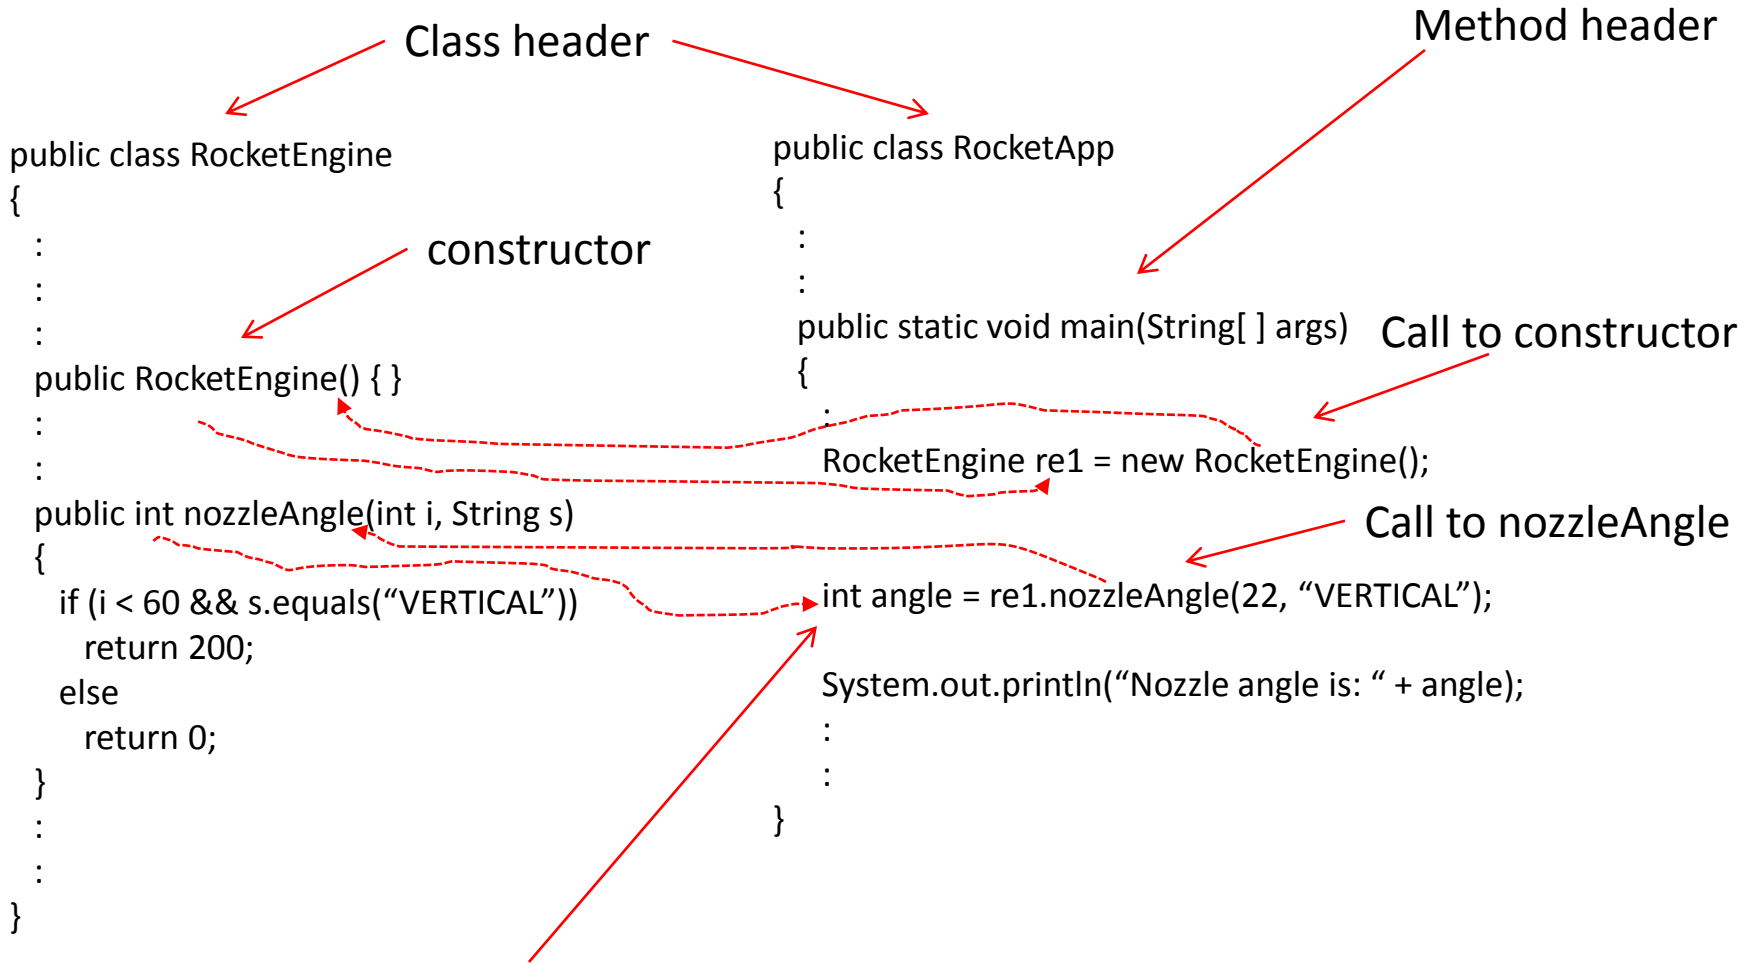 Class header
Method header
public class RocketEngine
{
:
:
:
constructor
public RocketEngine() { }
:
:
public int nozzleAngle(int i, String s)
{
if (i < 60 && s.equals(“VERTICAL”))
return 200;
else
return 0;
}
:
:
}
public class RocketApp
{
:
:
public static void main(String[ ] args)
{
Call to constructor
:
RocketEngine re1 = new RocketEngine();
Call to nozzleAngle
int angle = re1.nozzleAngle(22, “VERTICAL”);
System.out.println(“Nozzle angle is: “ + angle);
:
:
}